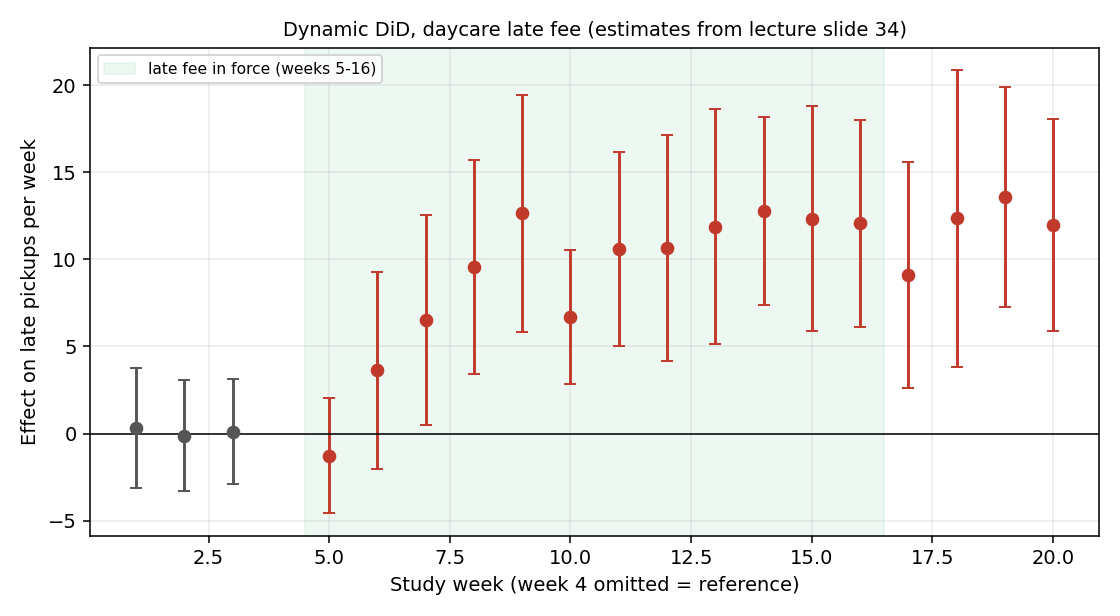 Dynamic DiD, daycare late fee (estimates from lecture slide 34)
late fee in force (weeks 5-16)
Effect on late pickups per week
20
15
10
5
0
−5
2.5 5.0 7.5 10.0 12.5 15.0 17.5 20.0
Study week (week 4 omitted = reference)